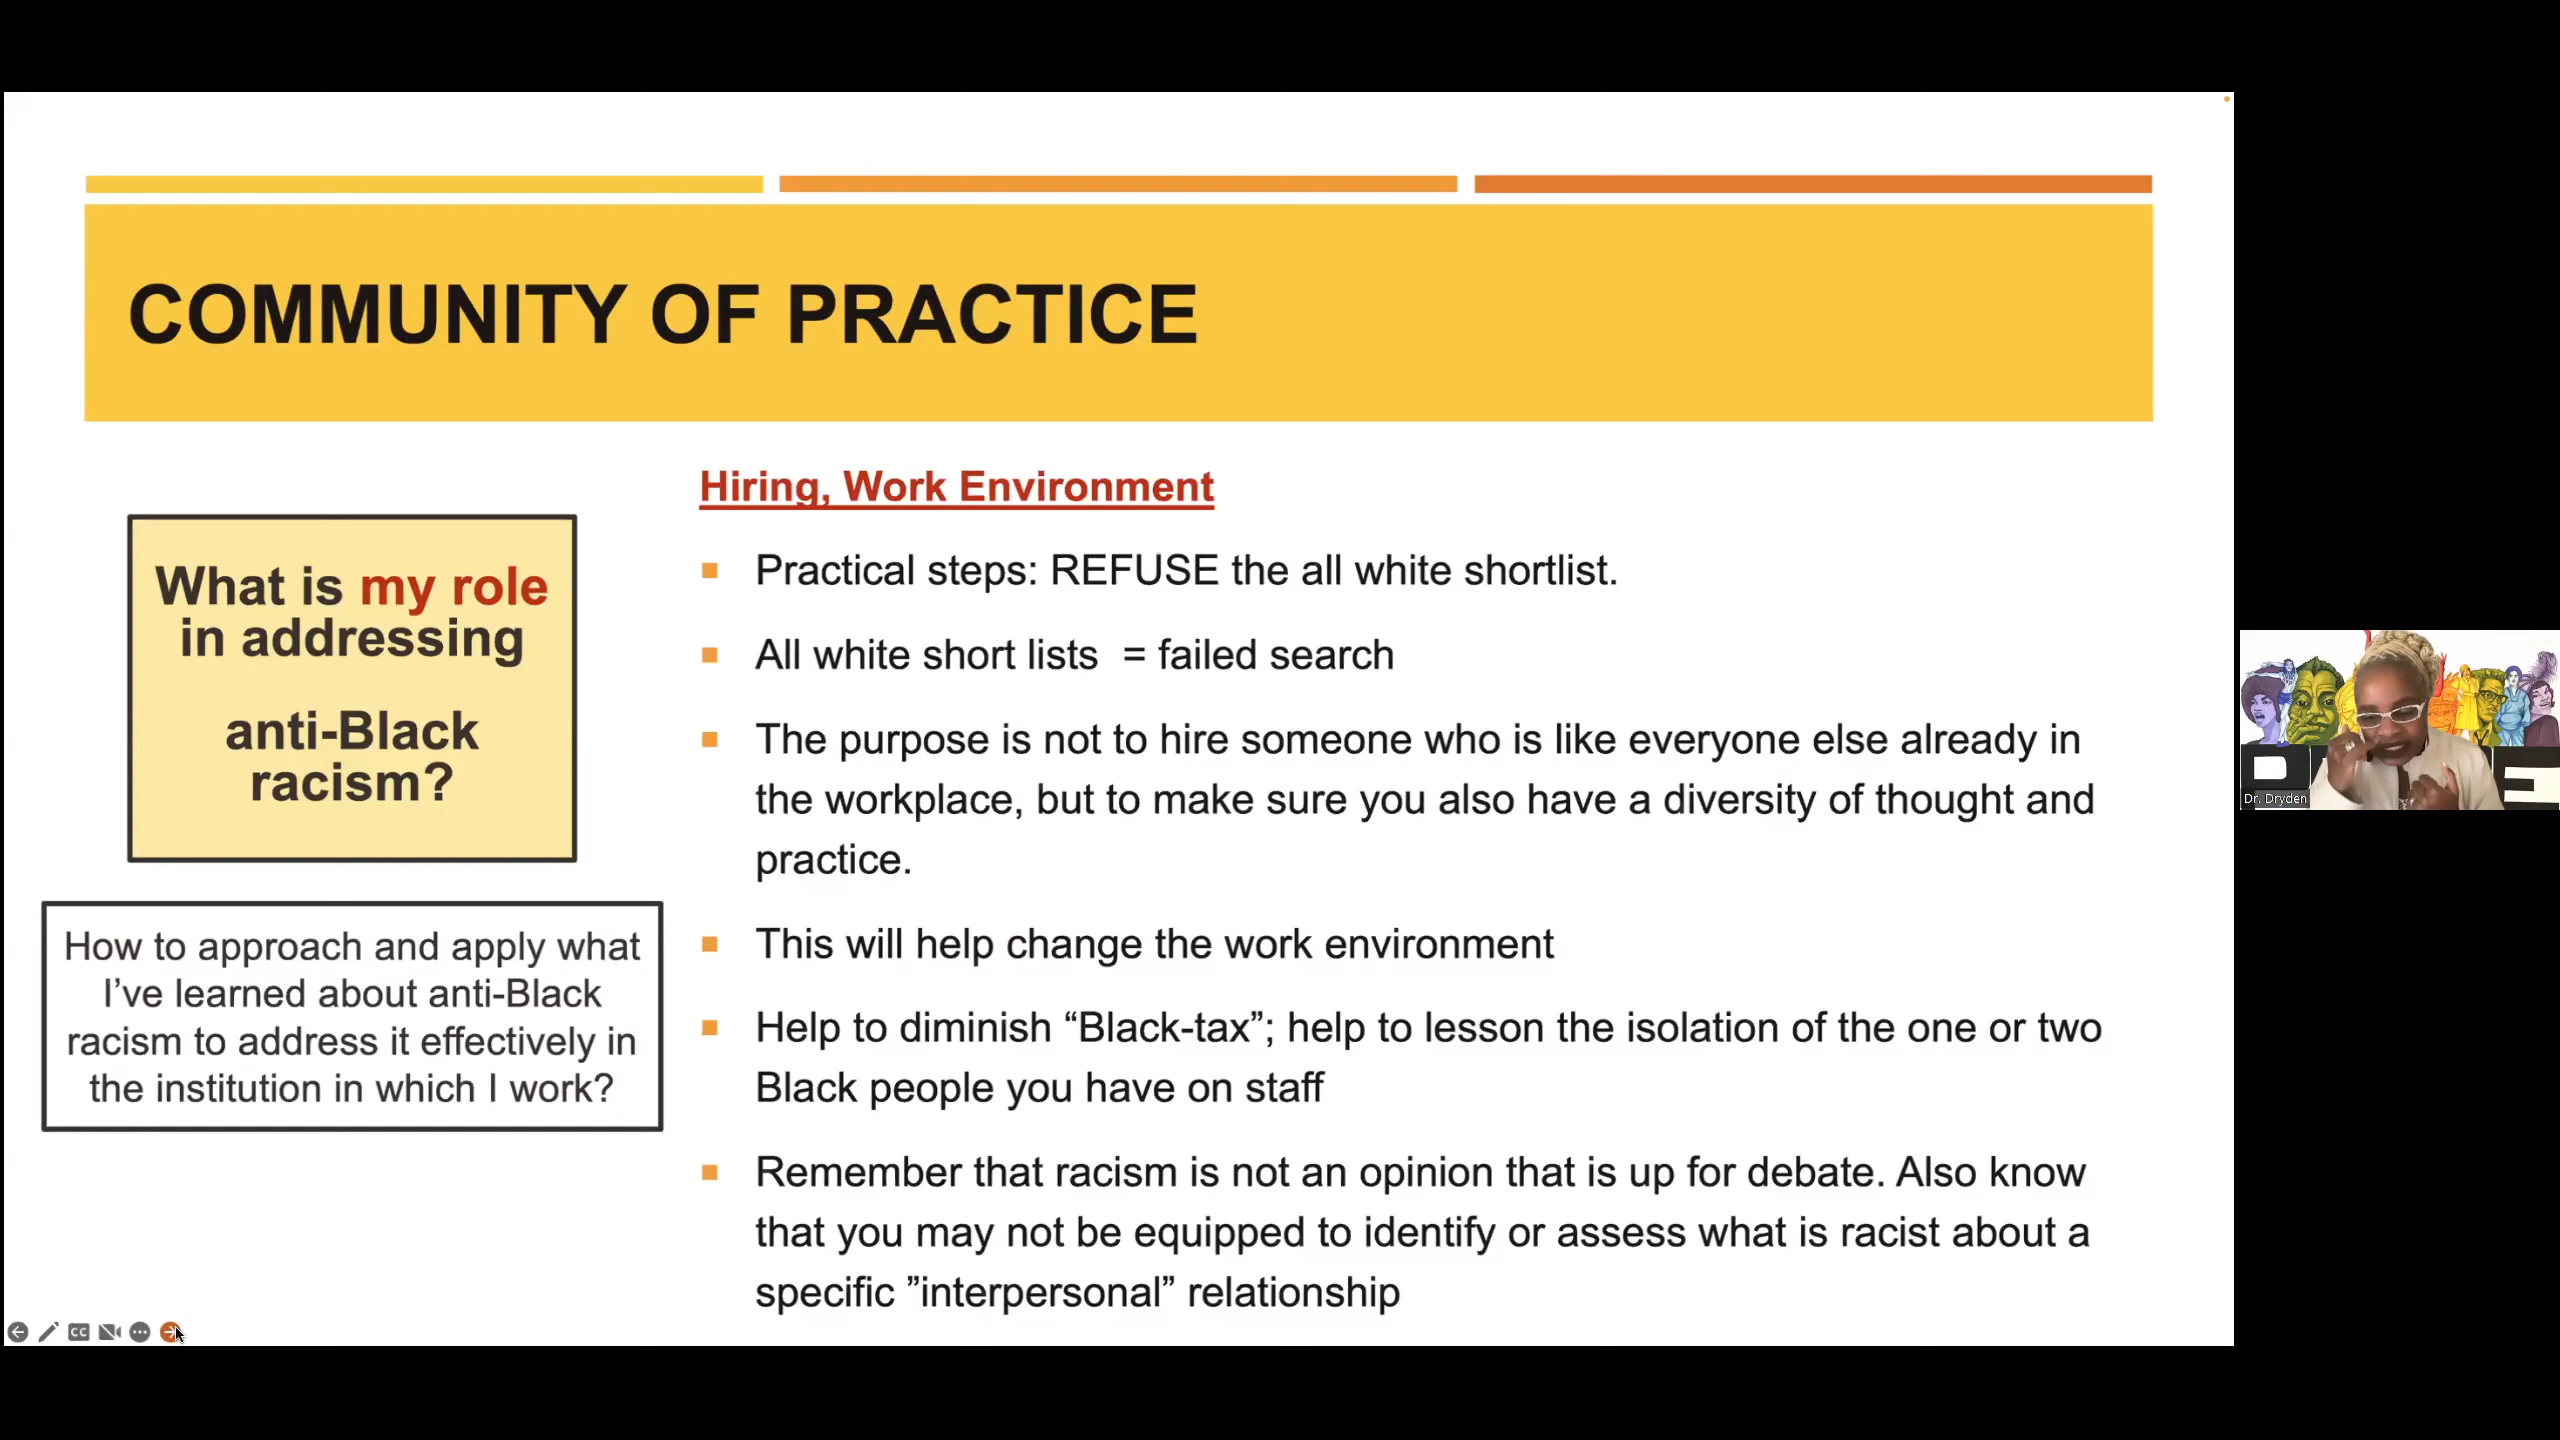 COMMUNITY OF PRACTICE
What is my role
in addressing
anti-Black
racism?
How to approach and apply what
I’ve learned about anti-Black
racism to address it effectively in
the institution in which I work?
Hiring, Work Environment
Practical steps: REFUSE the all white shortlist.
All white short lists  = failed search
The purpose is not to hire someone who is like everyone else already in
the workplace, but to make sure you also have a diversity of thought and
practice.
This will help change the work environment
Help to diminish “Black-tax”; help to lesson the isolation of the one or two
Black people you have on staff
Remember that racism is not an opinion that is up for debate. Also know
that you may not be equipped to identify or assess what is racist about a
specific ”interpersonal” relationship
CC
Dr. Dryden